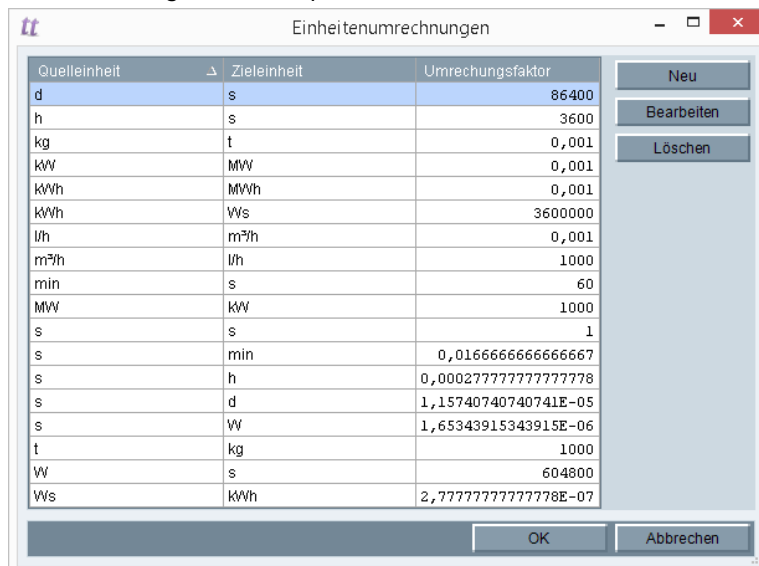 tt Einheitenumrechnungen
Quelleinheit Zieleinheit Umrechungsfaktor Neu
d s 86400
Bearbeiten
h s 3600
kg t 0,001 Löschen
kW MW 0,001
kWh MWh 0,001
kWh Ws 3600000
l/h m³/h 0,001
m³/h l/h 1000
min s 60
MW kW 1000
s s 1
s min 0,0166666666666667
s h 0,000277777777777778
s d 1,15740740740741E-05
s W 1,65343915343915E-06
t kg 1000
W s 604800
Ws kWh 2,77777777777778E-07
OK Abbrechen